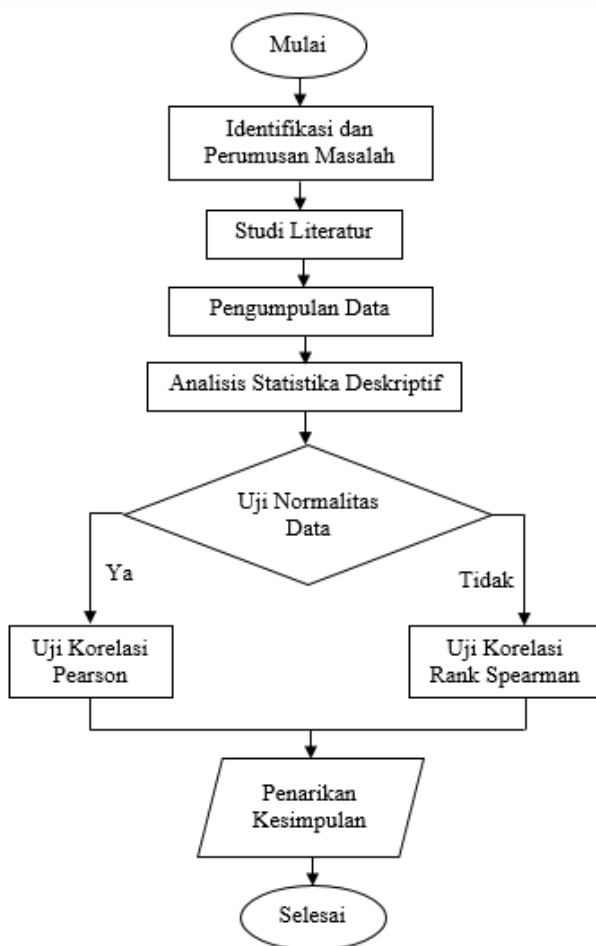 Mulai
Identifikasi dan
Perumusan Masalah
Studi Literatur
Pengumpulan Data
Analisis Statistika Deskriptif
Uji Normalitas
Data
Ya
Tidak
Uji Korelasi
Pearson
Uji Korelasi
Rank Spearman
Penarikan
Kesimpulan
Selesai